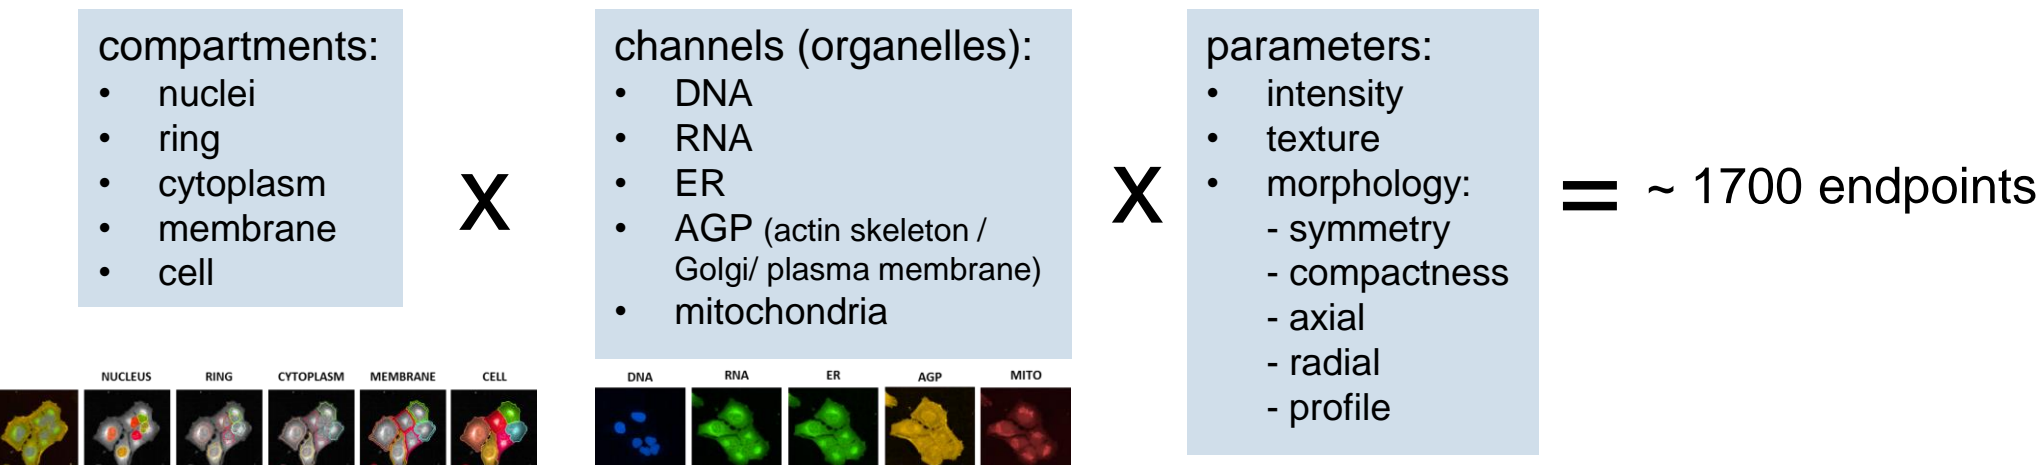 compartments:
• nuclei
• ring
• cytoplasm
• membrane
• cell
x
channels (organelles):
• DNA
• RNA
• ER
• AGP (actin skeleton /
Golgi/ plasma membrane)
• mitochondria
x
parameters:
• intensity
• texture
• morphology:
- symmetry
- compactness
- axial
- radial
- profile
= ~ 1700 endpoints
NUCLEUS RING CYTOPLASM MEMBRANE CELL
DNA RNA ER AGP MITO